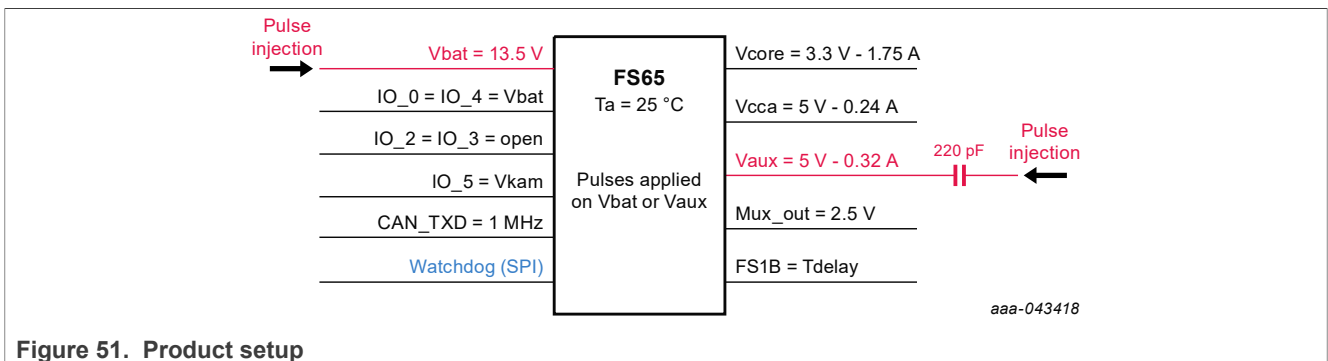 Pulse
injection
Vbat = 13.5 V
IO_0 = IO_4 = Vbat
IO_2 = IO_3 = open
IO_5 = Vkam
CAN_TXD = 1 MHz
Watchdog (SPI)
FS65
Ta = 25 °C
Pulses applied
on Vbat or Vaux
Vcore = 3.3 V - 1.75 A
Vcca = 5 V - 0.24 A
Vaux = 5 V - 0.32 A
220 pF
Pulse
injection
Mux_out = 2.5 V
FS1B = Tdelay
aaa-043418
Figure 51. Product setup